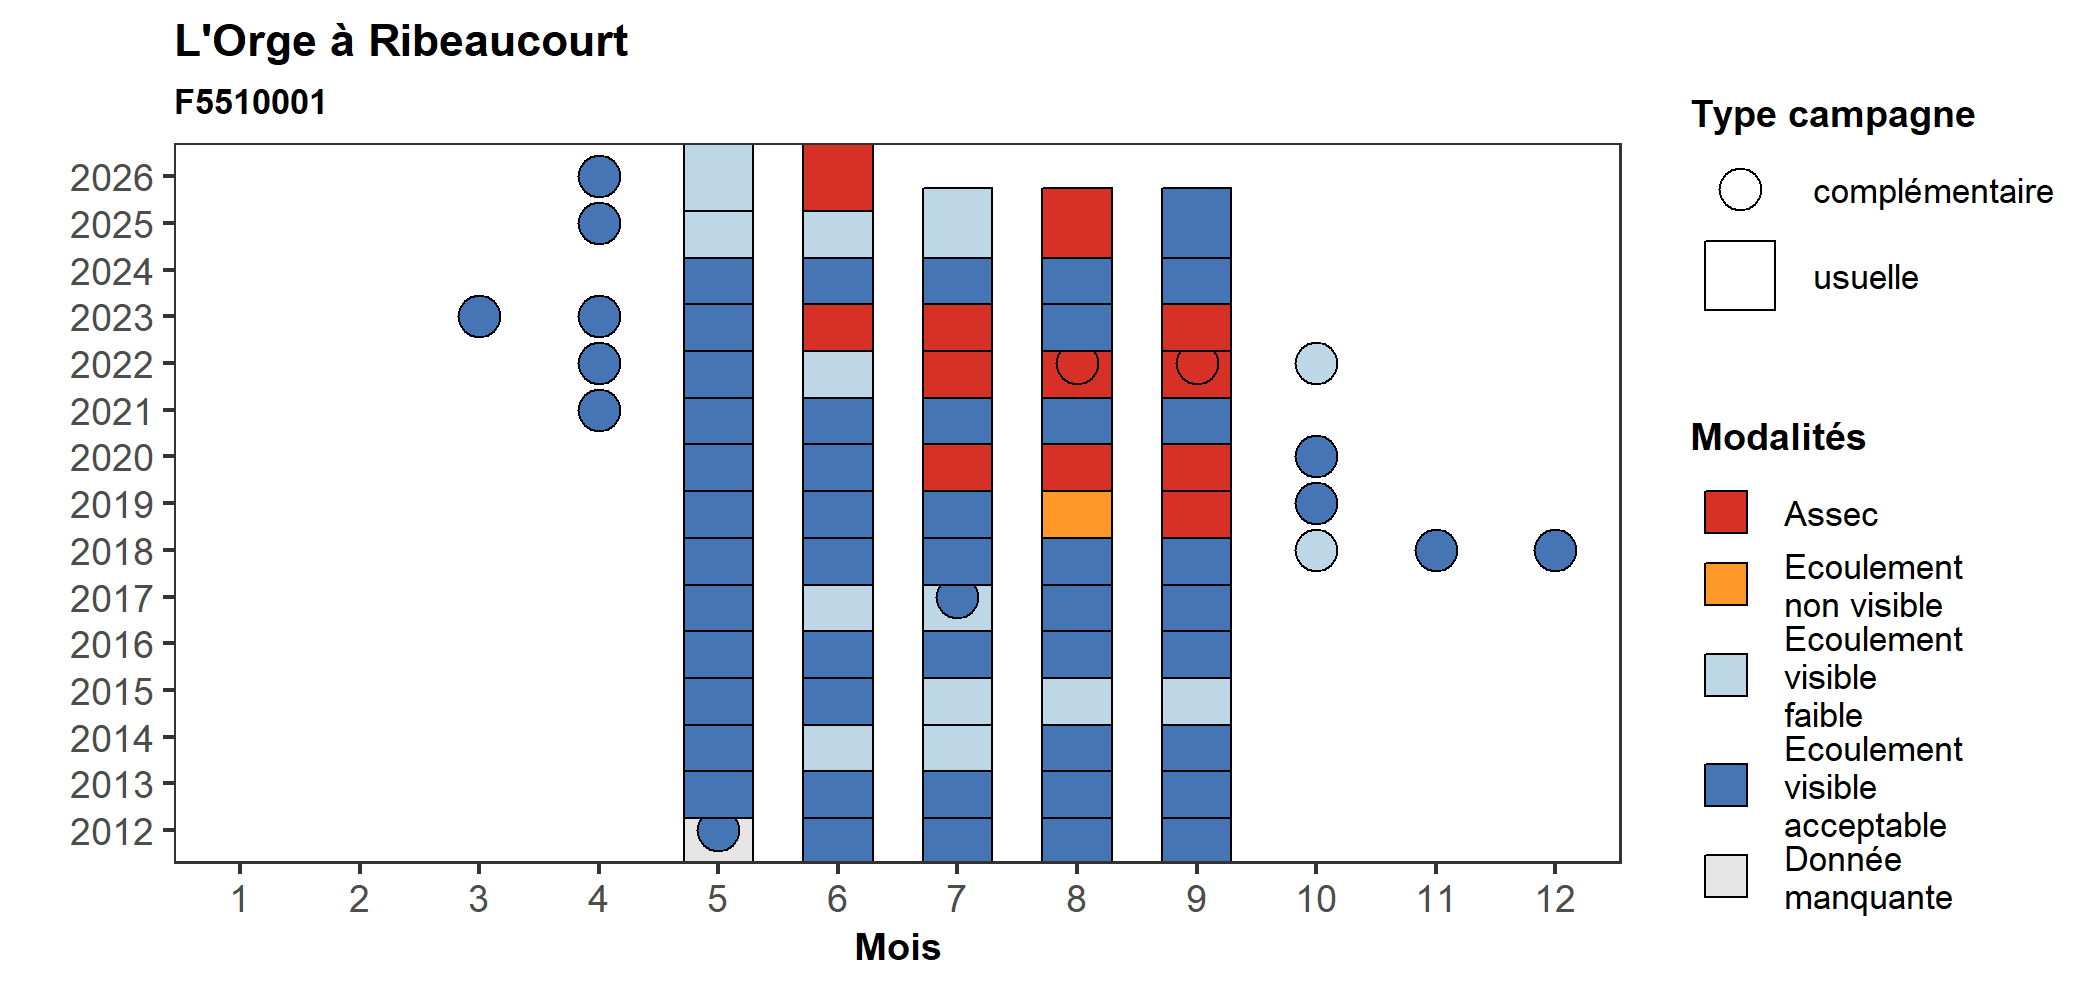 L'Orge à Ribeaucourt
F5510001
2026
2025
2024
2023
2022
2021
2020
2019
2018
2017
2016
2015
2014
2013
2012
1 2 3 4 5 6 7 8 9 10 11 12
Mois
Type campagne
complémentaire
usuelle
Modalités
Assec
Ecoulement
non visible
Ecoulement
visible
faible
Ecoulement
visible
acceptable
Donnée
manquante